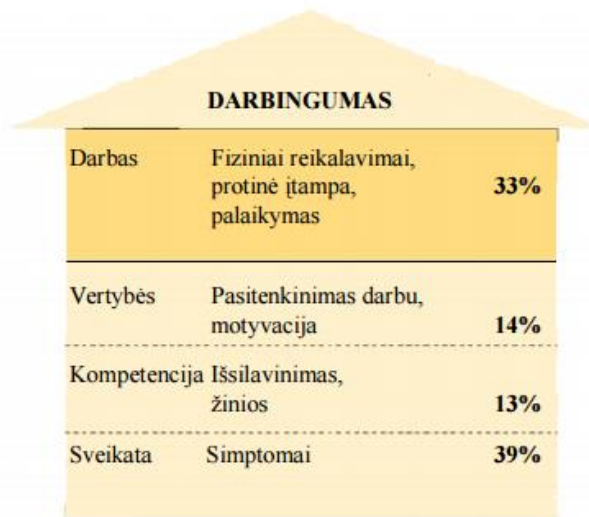 DARBINGUMAS
Darbas Fiziniai reikalavimai,
protinė įtampa, 33%
palaikymas
Vertybės Pasitenkinimas darbu,
motyvacija 14%
Kompetencija Išsilavinimas,
žinios 13%
Sveikata Simptomai 39%